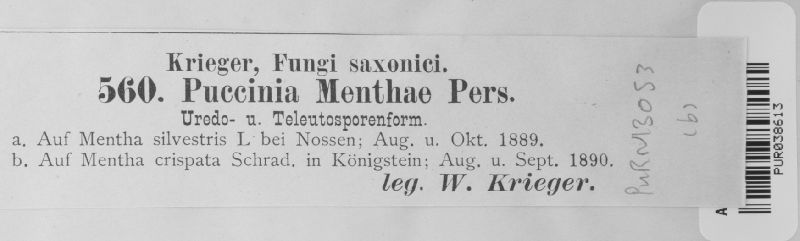 Krieger, Fungi saxonici.
560. Puccinia Menthae Pers.
Uredo- u. Teleutosporenform.
a. Auf Mentha silvestris L bei Nossen; Aug. u. Okt. 1889.
b. Auf Mentha crispata Schrad. in Königstein; Aug. u. Sept. 1890.
leg. W. Krieger.
PURN13053
(b)
PUR038613
A